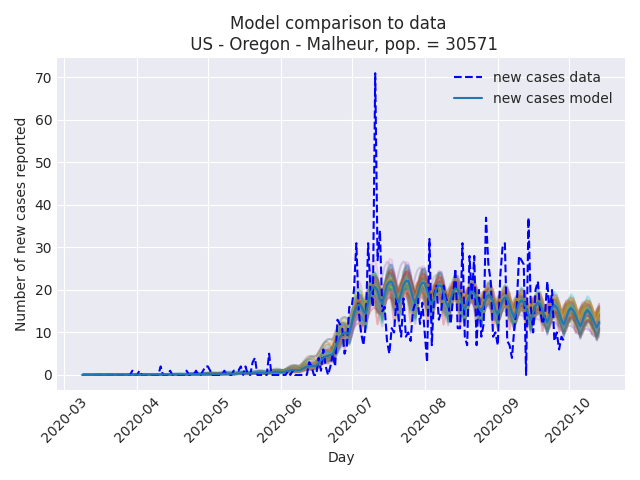 Model comparison to data
US - Oregon - Malheur, pop. = 30571
new cases data
new cases model
Number of new cases reported
70
60
50
40
30
20
10
0
2020-03
2020-04
2020-05
2020-06
2020-07
2020-08
2020-09
2020-10
Day